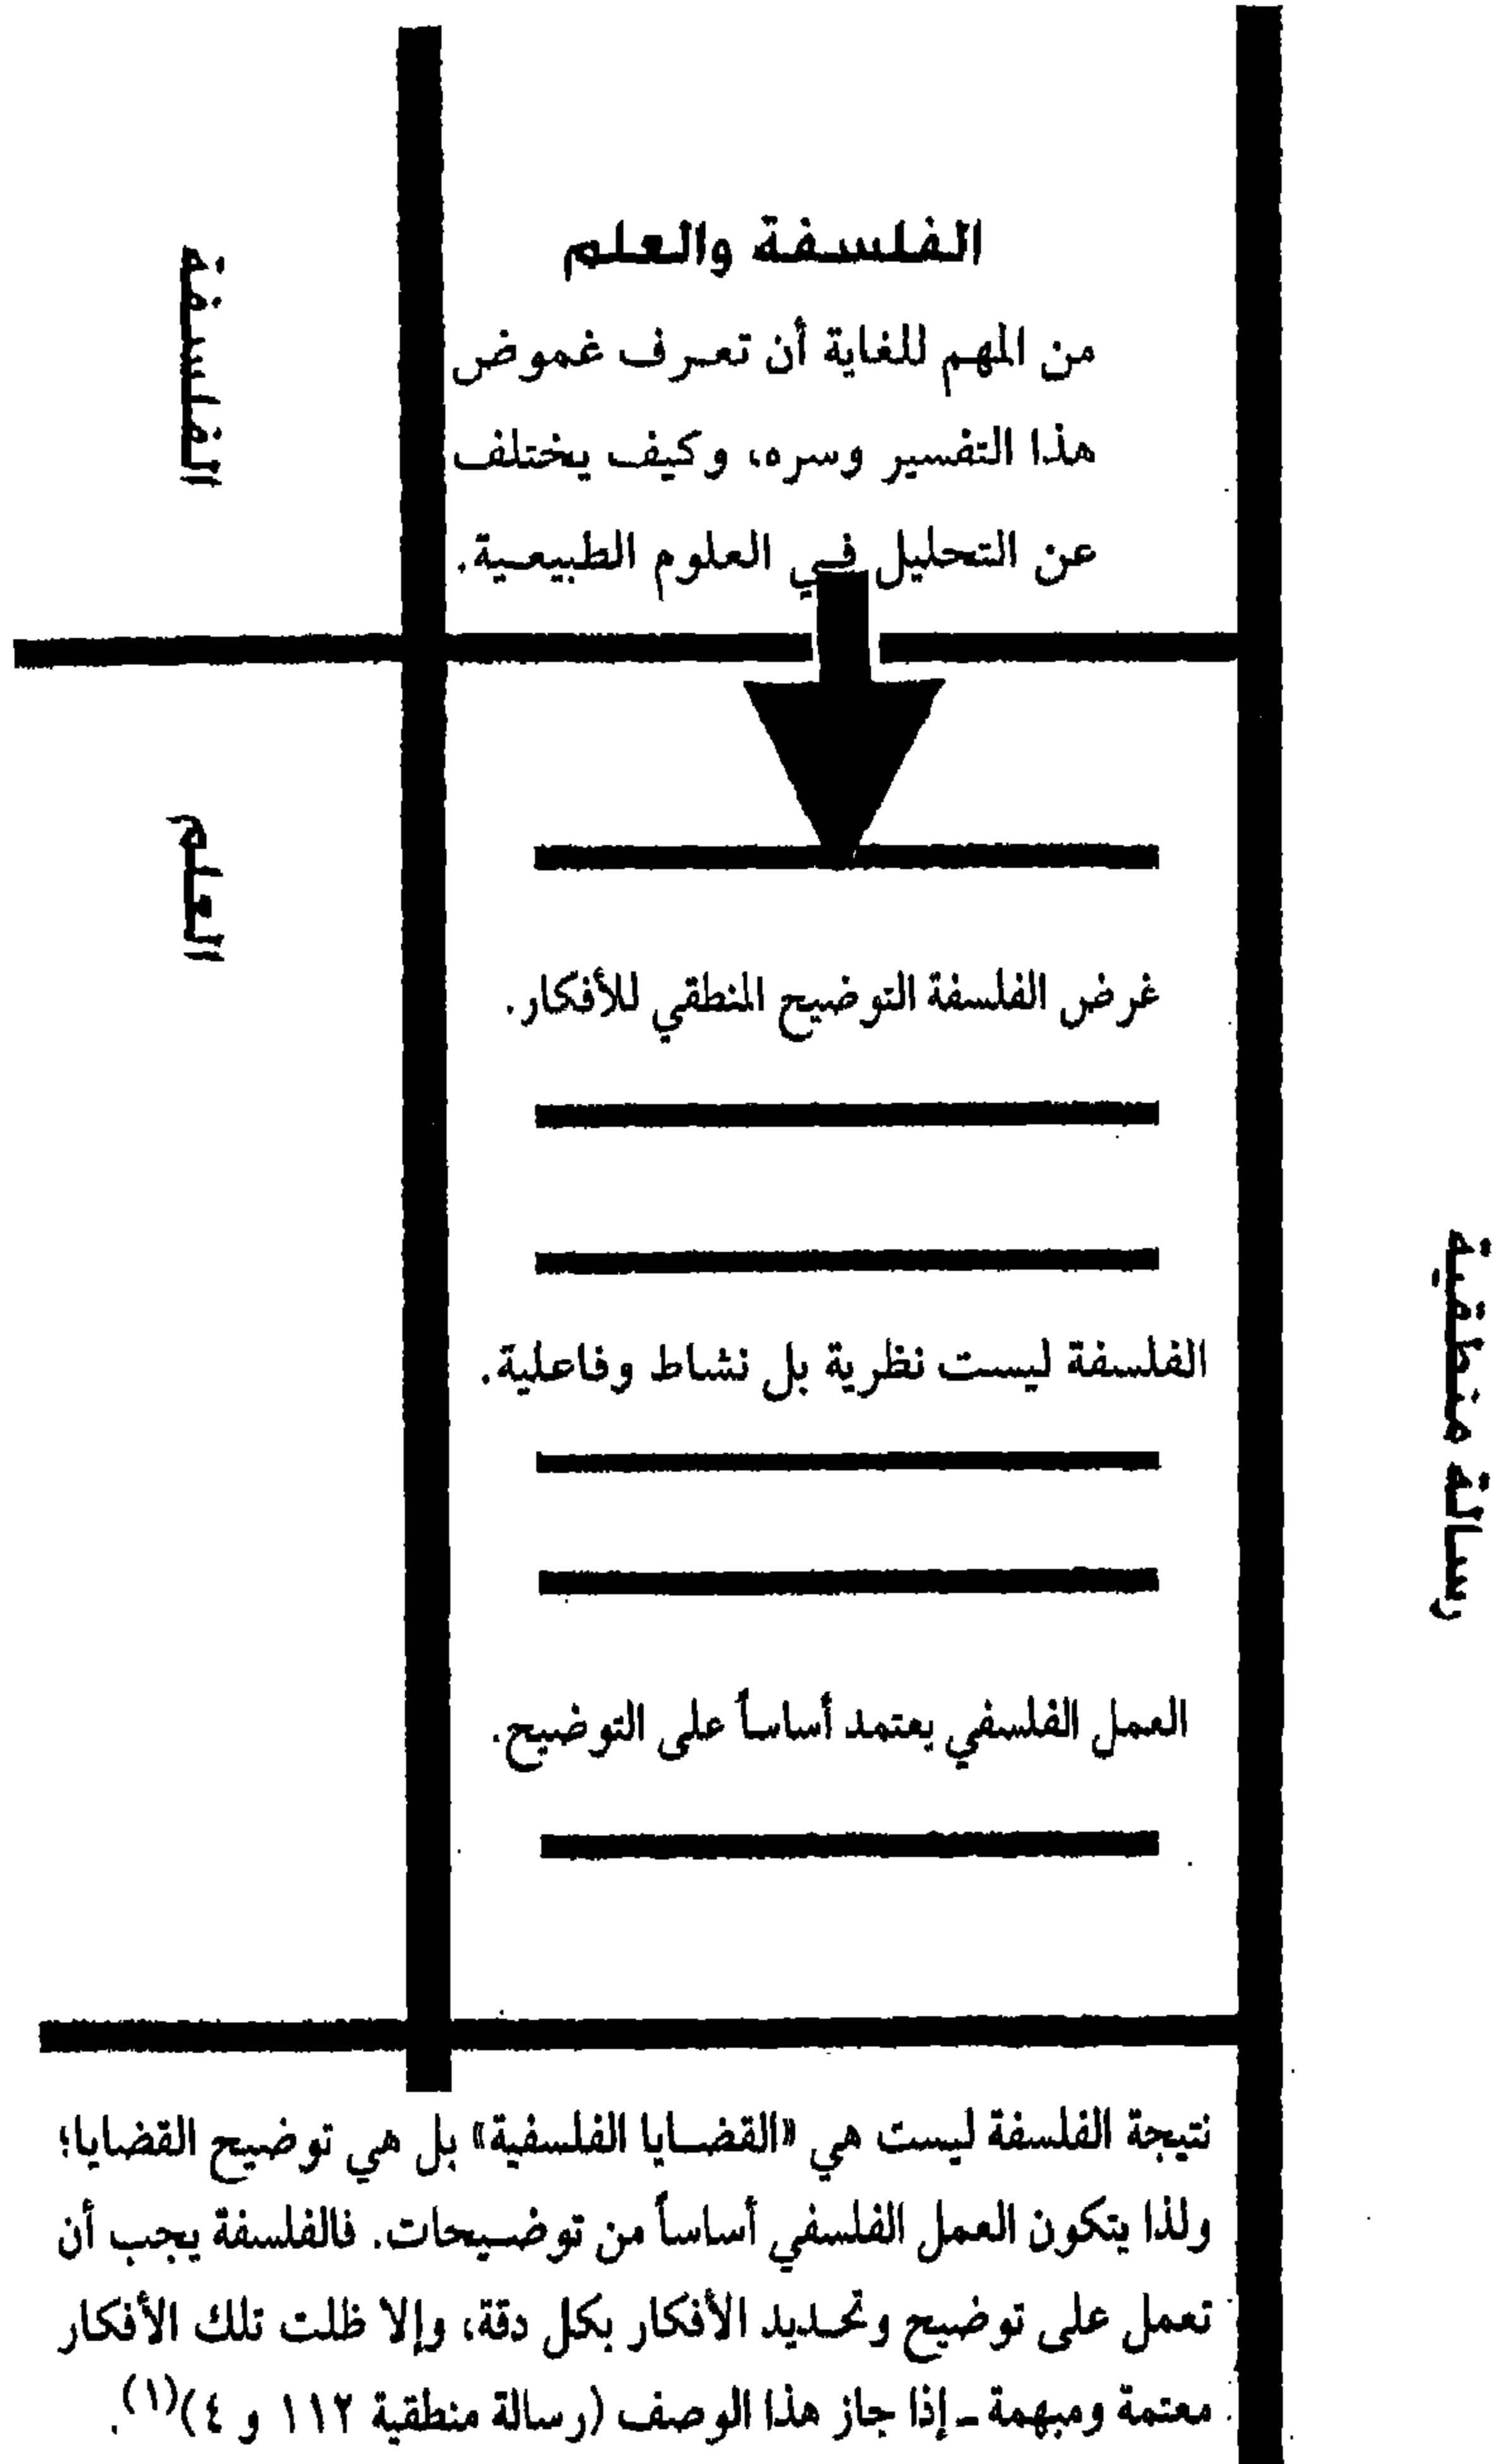 الفلسفة والعلم
من المهم للغاية أن تعرف غموض
هذا التفسير وسره، وكيف يختلف
عن التحليل في العلوم الطبيعية.
الفلسفة
العلم
غرض الفلسفة التوضيح المنطقي للأفكار.
الفلسفة ليست نظرية بل نشاط وفاعلية.
رسالة منطقية
العمل الفلسفي يعتمد أساساً على التوضيح.
نتيجة الفلسفة ليست هي «القضايا الفلسفية» بل هي توضيح القضايا؛
ولذا يتكون العمل الفلسفي أساساً من توضيحات. فالفلسفة يجب أن
تعمل على توضيح وتحديد الأفكار بكل دقة، وإلا ظلت تلك الأفكار
معتمة ومبهمة ـ إذا جاز هذا الوصف (رسالة منطقية ١١٢ و ٤)(١).